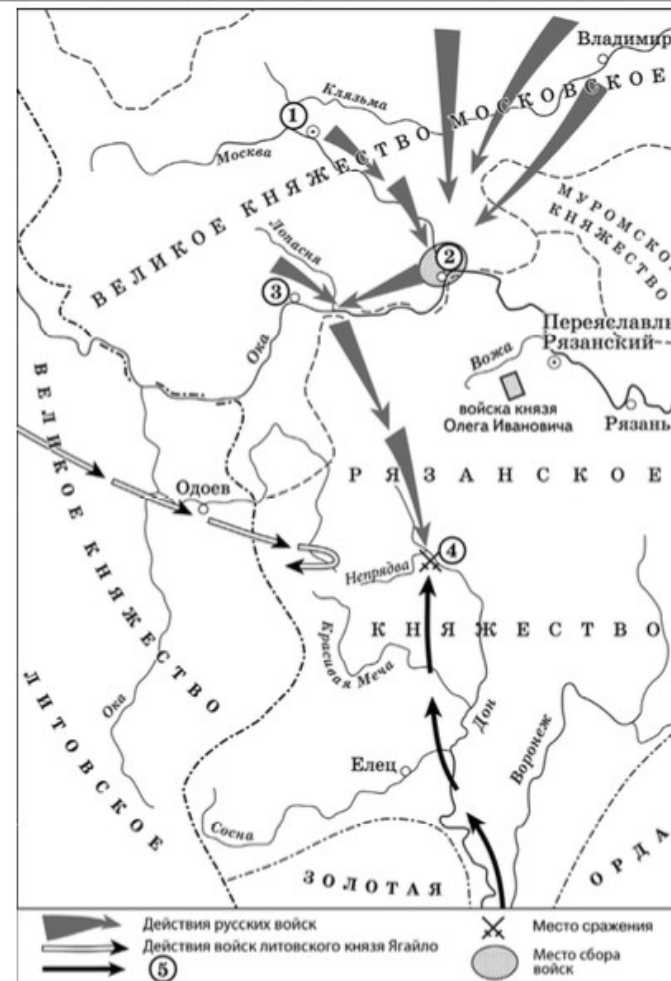 Владимир
Клязьма
1
Москва
ВЕЛИКОЕ КНЯЖЕСТВО МОСКОВСКОЕ
МУРОМСКО
КНЯЖЕСТВО
Лопасня
2
3
Ока
Переяславль
Рязанский
Вожа
войска князя
Олега Ивановича
Рязань
ВЕЛИКОЕ КНЯЖЕСТВО
ЛИТОВСКОЕ
Одоев
РЯЗАНСКОЕ
4
Непрядва
КНЯЖЕСТВО
Красивая Меча
Ока
Дон
Воронеж
Елец
Сосна
ЗОЛОТАЯ
ОРДА
Действия русских войск
Место сражения
Действия войск литовского князя Ягайло
5
Место сбора
войск